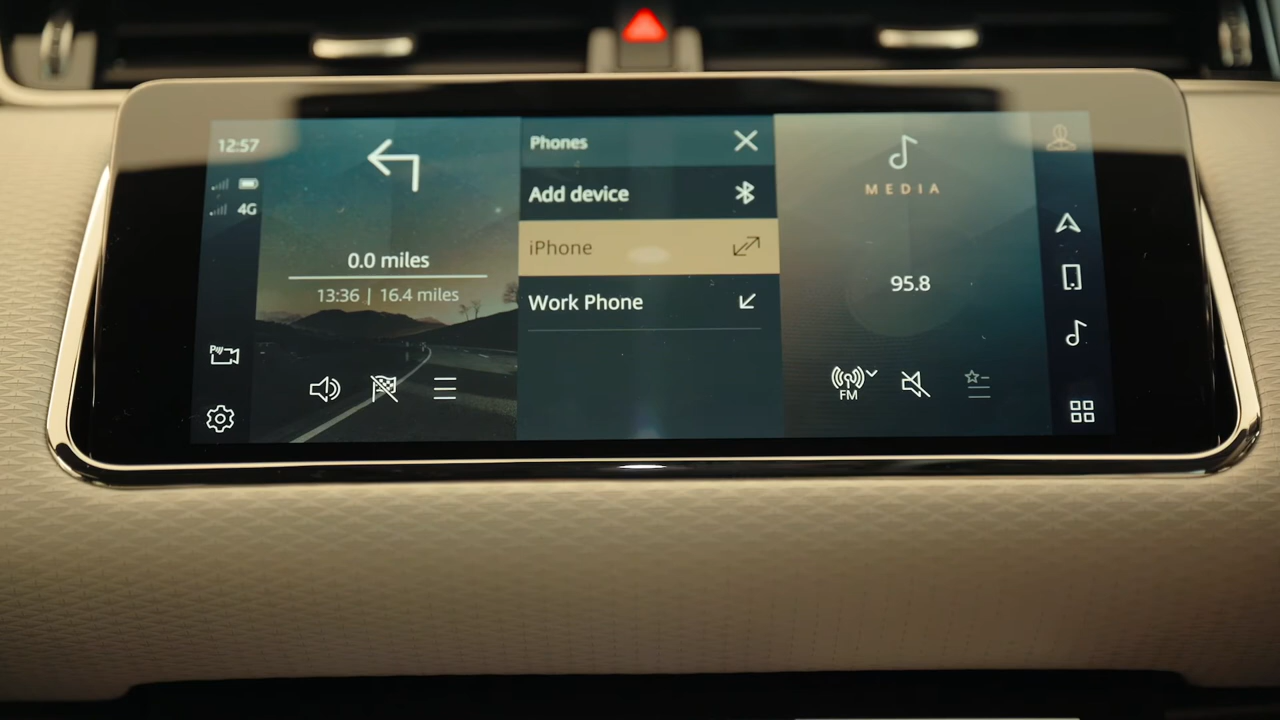 12:57
4G
0.0 miles
13:36 | 16.4 miles
Phones
Add device
iPhone
Work Phone
MEDIA
95.8
FM